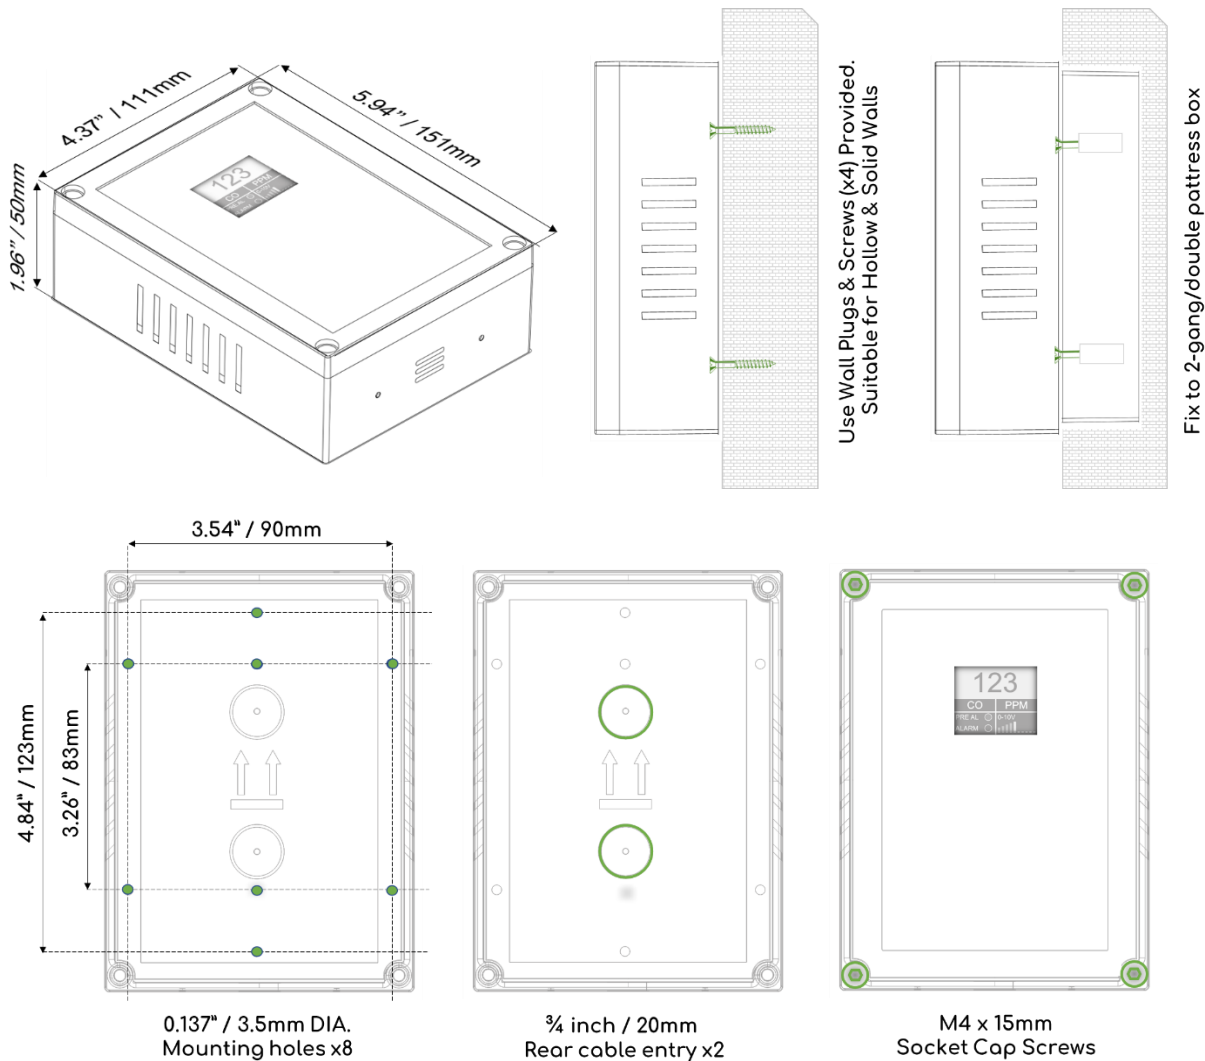 4.37” / 111mm
5.94” / 151mm
1.96” / 50mm
123
CO PPM
Use Wall Plugs & Screws (x4) Provided.
Suitable for Hollow & Solid Walls
Fix to 2-gang/double pattress box
3.54” / 90mm
4.84” / 123mm
3.26” / 83mm
123
CO PPM
PRE AL 0-10V
ALARM
0.137” / 3.5mm DIA.
Mounting holes x8
¾ inch / 20mm
Rear cable entry x2
M4 x 15mm
Socket Cap Screws